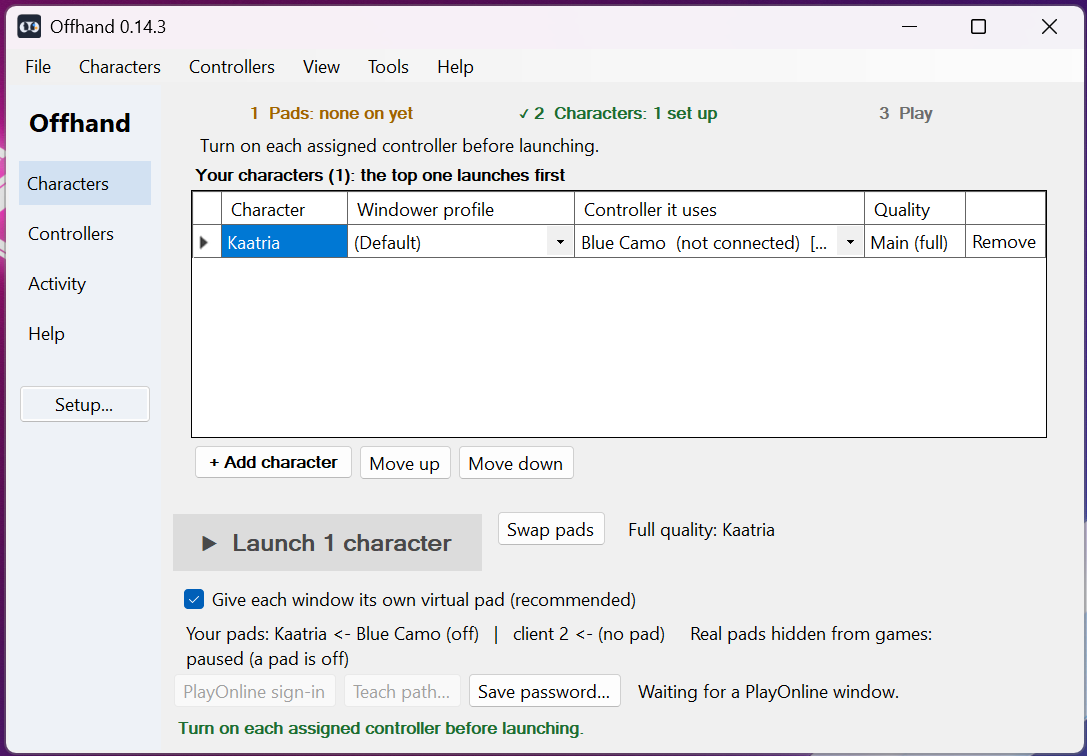 Offhand 0.14.3
File Characters Controllers View Tools Help
Offhand
Characters
Controllers
Activity
Help
Setup...
1 Pads: none on yet ✓ 2 Characters: 1 set up 3 Play
Turn on each assigned controller before launching.
Your characters (1): the top one launches first
Character Windower profile Controller it uses Quality
Kaatria (Default) Blue Camo (not connected) [... Main (full) Remove
+ Add character Move up Move down
Launch 1 character Swap pads Full quality: Kaatria
Give each window its own virtual pad (recommended)
Your pads: Kaatria <- Blue Camo (off) | client 2 <- (no pad) Real pads hidden from games:
paused (a pad is off)
PlayOnline sign-in Teach path... Save password... Waiting for a PlayOnline window.
Turn on each assigned controller before launching.